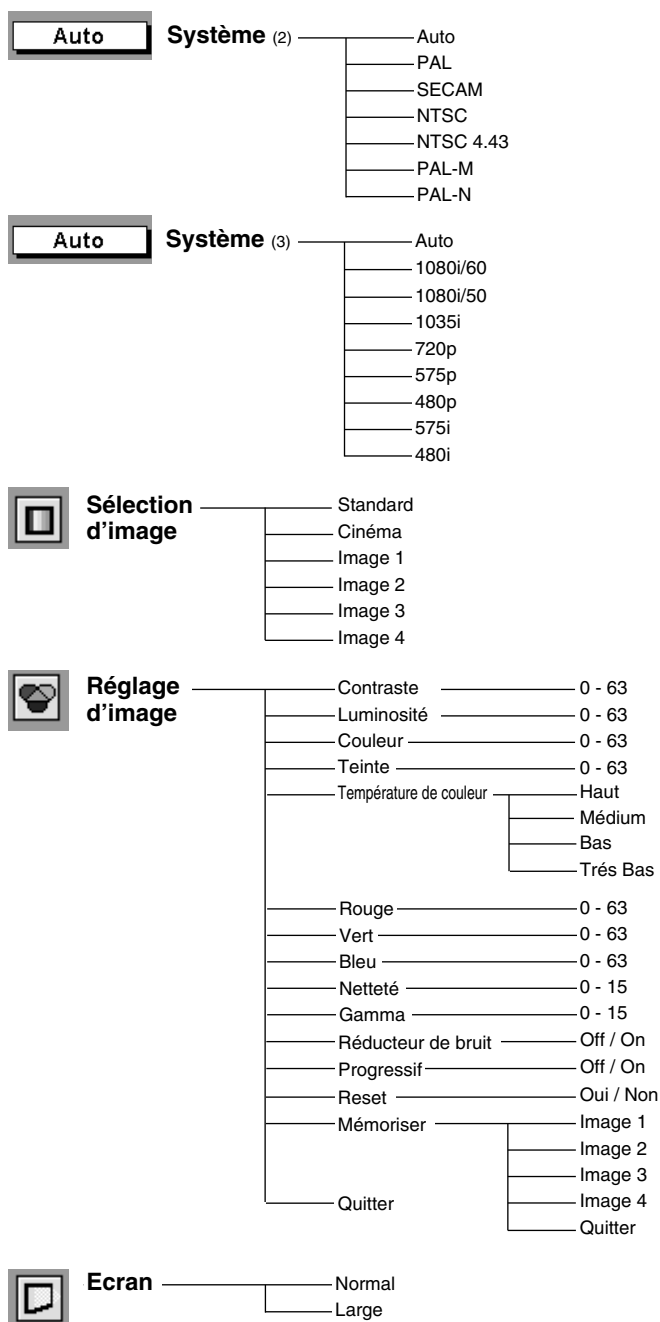 Auto Système (2) Auto
PAL
SECAM
NTSC
NTSC 4.43
PAL-M
PAL-N
Auto Système (3) Auto
1080i/60
1080i/50
1035i
720p
575p
480p
575i
480i
Sélection d’image Standard
Cinéma
Image 1
Image 2
Image 3
Image 4
Réglage d’image Contraste 0 - 63
Luminosité 0 - 63
Couleur 0 - 63
Teinte 0 - 63
Température de couleur Haut
Médium
Bas
Trés Bas
Rouge 0 - 63
Vert 0 - 63
Bleu 0 - 63
Netteté 0 - 15
Gamma 0 - 15
Réducteur de bruit Off / On
Progressif Off / On
Reset Oui / Non
Mémoriser Image 1
Image 2
Image 3
Image 4
Quitter Quitter
Ecran Normal
Large